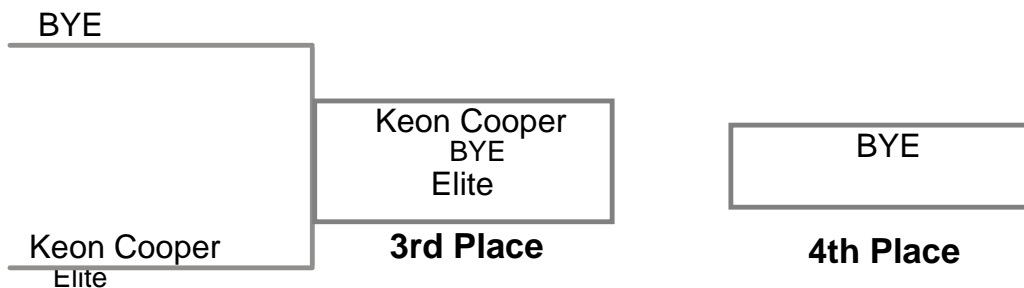 BYE
Keon Cooper
BYE
Elite
BYE
3rd Place
4th Place
Keon Cooper
Elite